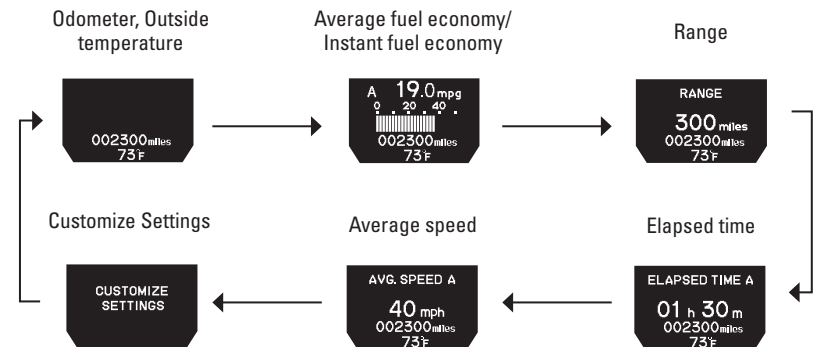 Odometer, Outside
temperature
Average fuel economy/
Instant fuel economy
Range
002300miles
73°F
A 19.0mpg
0 20 40
002300miles
73°F
RANGE
300 miles
002300miles
73°F
Customize Settings
Average speed
Elapsed time
CUSTOMIZE
SETTINGS
AVG. SPEED A
40 mph
002300miles
73°F
ELAPSED TIME A
01 h 30 m
002300miles
73°F